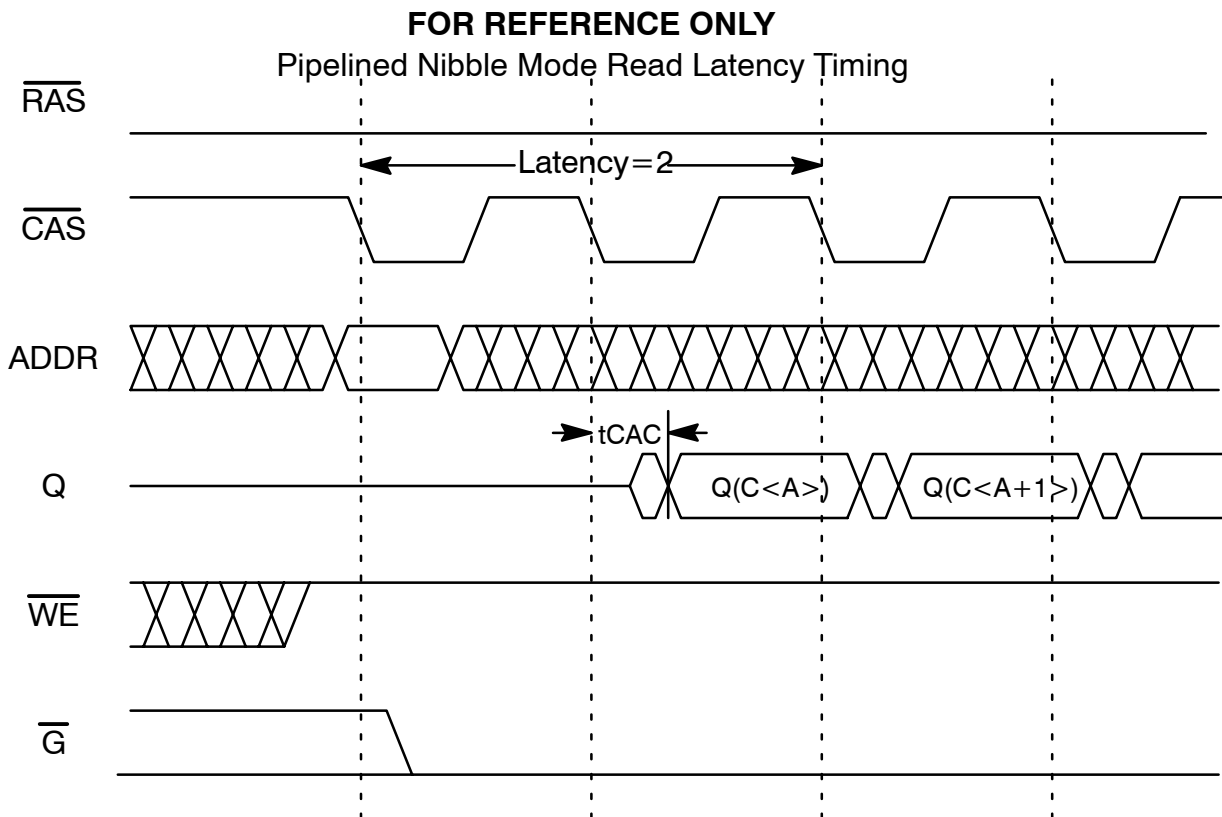 FOR REFERENCE ONLY
Pipelined Nibble Mode Read Latency Timing
RAS
Latency=2
CAS
ADDR
tCAC
Q
Q(C<A>)
Q(C<A+1>)
WE
G